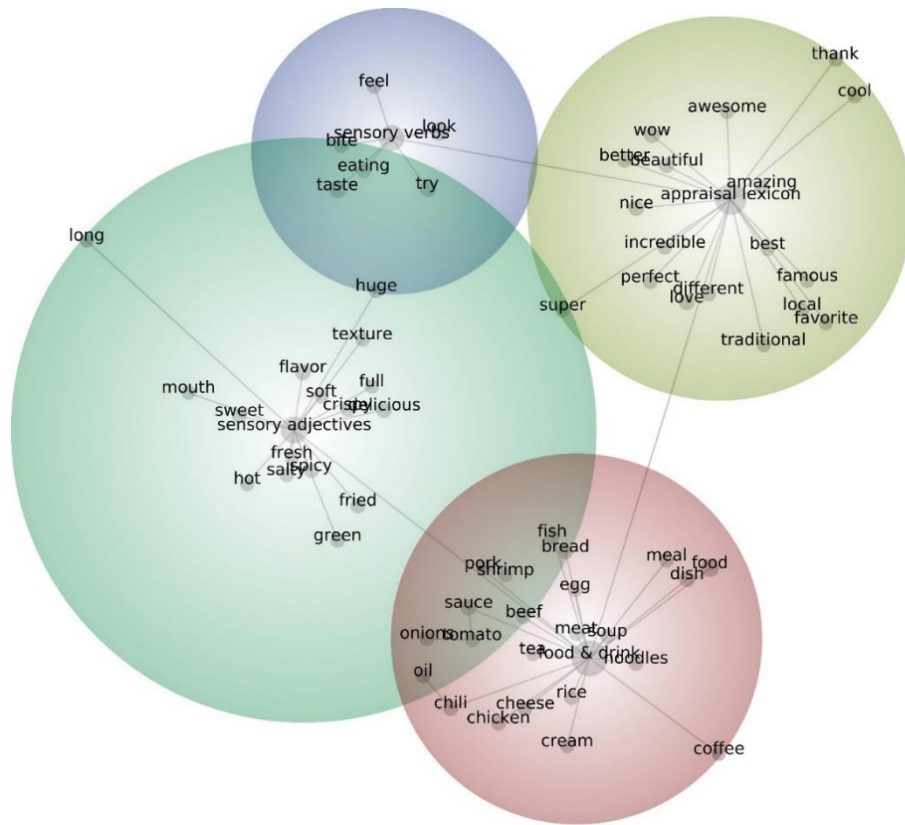 thank
feel
cool
awesome
look
sensory verbs
wow
bite
better
beautiful
eating
amazing
taste
try
appraisal lexicon
nice
long
incredible
best
perfect
famous
huge
different
super
love
local
favorite
texture
traditional
flavor
full
mouth
soft
crispy
delicious
sweet
sensory adjectives
fresh
spicy
salty
hot
fried
green
fish
bread
meal
food
pork
shrimp
dish
egg
sauce
beef
meat
soup
onions
tomato
tea
food & drink
noodles
oil
rice
chili
cheese
chicken
cream
coffee